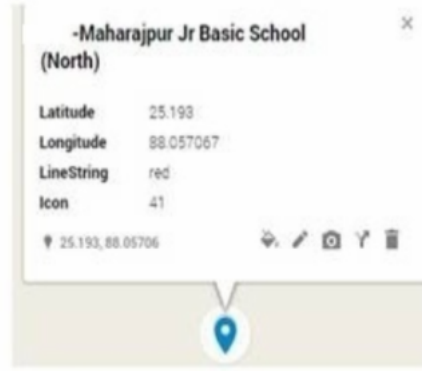 -Maharajpur Jr Basic School
(North)
Latitude 25.193
Longitude 88.057067
LineString red
Icon 41
25.193, 88.05706